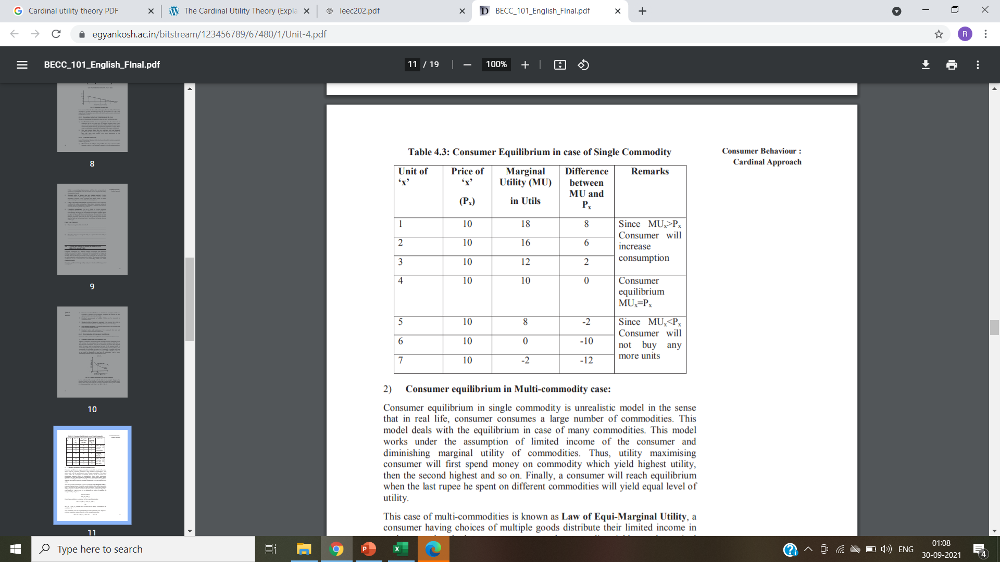 Cardinal utility theory PDF
The Cardinal Utility Theory (Expla
leec202.pdf
BECC_101_English_FInal.pdf
egyankosh.ac.in/bitstream/123456789/67480/1/Unit-4.pdf
R
BECC_101_English_FInal.pdf
11 / 19
100%
8
9
10
11
Table 4.3: Consumer Equilibrium in case of Single Commodity
Consumer Behaviour :
Cardinal Approach
Unit of ‘x’ Price of ‘x’ (Px) Marginal Utility (MU) in Utils Difference between MU and Px Remarks
1 10 18 8 Since MUx>Px
2 10 16 6 Consumer will increase
3 10 12 2 consumption
4 10 10 0 Consumer equilibrium MUx=Px
5 10 8 -2 Since MUx<Px
6 10 0 -10 Consumer will not buy any
7 10 -2 -12 more units
2) Consumer equilibrium in Multi-commodity case:
Consumer equilibrium in single commodity is unrealistic model in the sense
that in real life, consumer consumes a large number of commodities. This
model deals with the equilibrium in case of many commodities. This model
works under the assumption of limited income of the consumer and
diminishing marginal utility of commodities. Thus, utility maximising
consumer will first spend money on commodity which yield highest utility,
then the second highest and so on. Finally, a consumer will reach equilibrium
when the last rupee he spent on different commodities will yield equal level of
utility.
This case of multi-commodities is known as Law of Equi-Marginal Utility, a
consumer having choices of multiple goods distribute their limited income in
Type here to search
ENG
01:08
30-09-2021
4